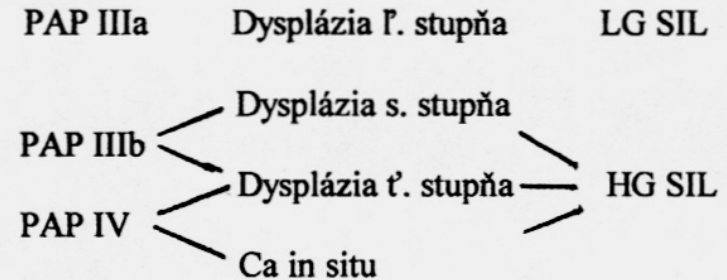 PAP IIIa Dysplázia ľ. stupňa LG SIL
Dysplázia s. stupňa
PAP IIIb
Dysplázia ť. stupňa HG SIL
PAP IV
Ca in situ